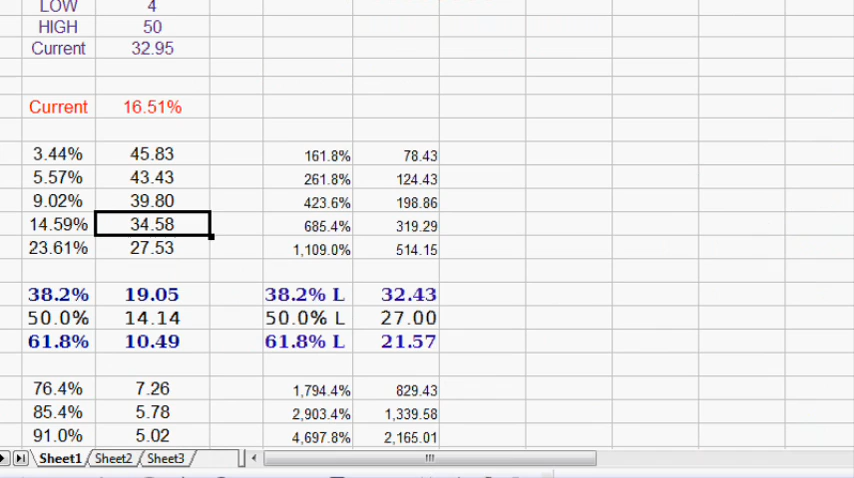 LOW 4
HIGH 50
Current 32.95
Current 16.51%
3.44% 45.83 161.8% 78.43
5.57% 43.43 261.8% 124.43
9.02% 39.80 423.6% 198.86
14.59% 34.58 685.4% 319.29
23.61% 27.53 1,109.0% 514.15
38.2% 19.05 38.2% L 32.43
50.0% 14.14 50.0% L 27.00
61.8% 10.49 61.8% L 21.57
76.4% 7.26 1,794.4% 829.43
85.4% 5.78 2,903.4% 1,339.58
91.0% 5.02 4,697.8% 2,165.01
Sheet1 Sheet2 Sheet3